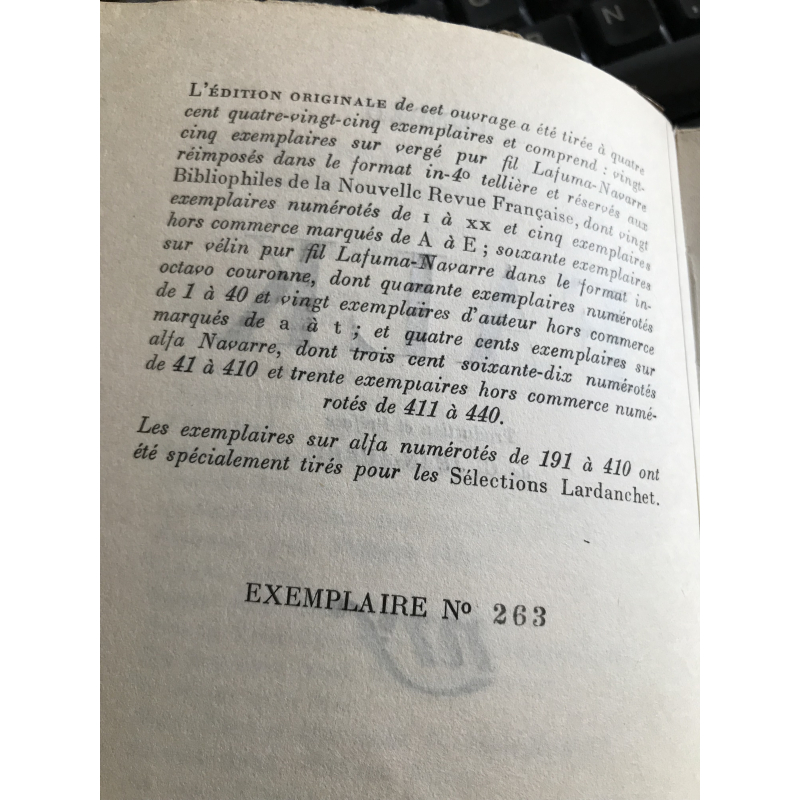 L'ÉDITION ORIGINALE de cet ouvrage a été tirée à quatre
cent quatre-vingt-cinq exemplaires et comprend : vingt-
cinq exemplaires sur vergé pur fil Lafuma-Navarre
réimposés dans le format in-4o tellière et réservés aux
Bibliophiles de la Nouvelle Revue Française, dont vingt
exemplaires numérotés de I à XX et cinq exemplaires
hors commerce marqués de A à E ; soixante exemplaires
sur vélin pur fil Lafuma-Navarre dans le format in-
octavo couronne, dont quarante exemplaires numérotés
de 1 à 40 et vingt exemplaires d'auteur hors commerce
marqués de a à t ; et quatre cents exemplaires sur
alfa Navarre, dont trois cent soixante-dix numérotés
de 41 à 410 et trente exemplaires hors commerce numé-
rotés de 411 à 440.
Les exemplaires sur alfa numérotés de 191 à 410 ont
été spécialement tirés pour les Sélections Lardanchet.
EXEMPLAIRE No 263